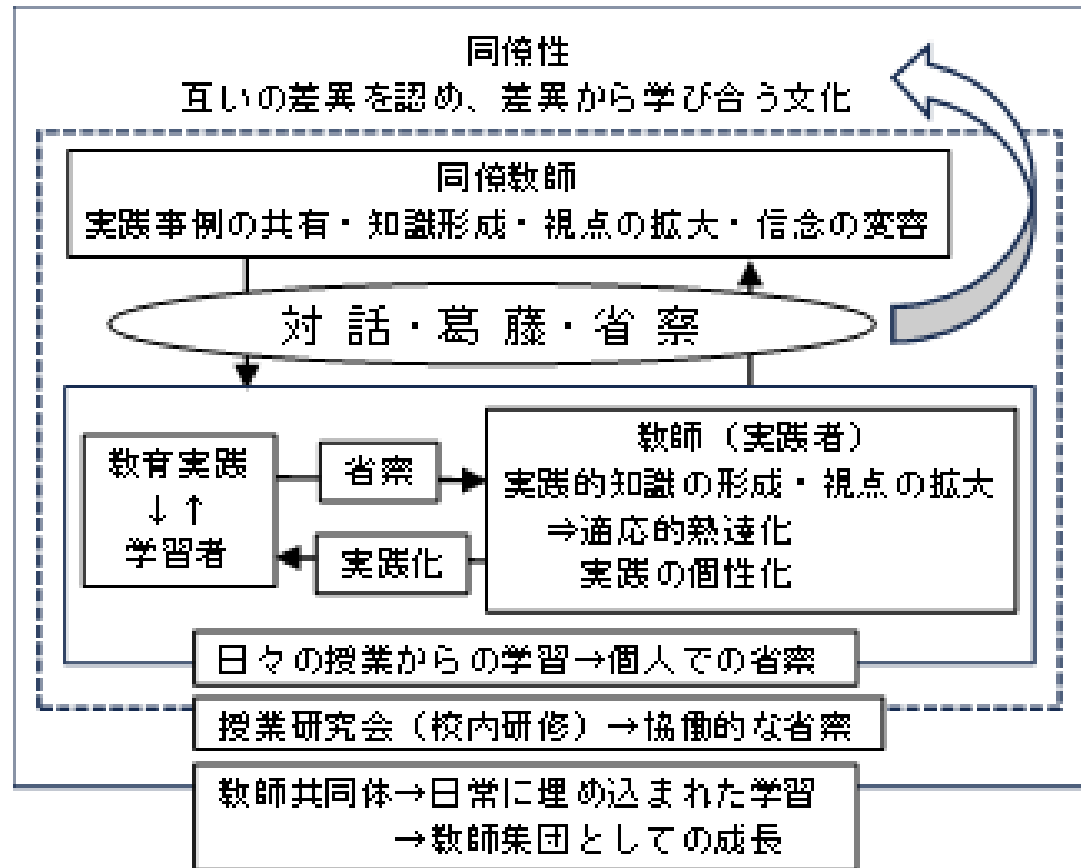 同僚性
互いの差異を認め、差異から学び合う文化
同僚教師
実践事例の共有・知識形成・視点の拡大・信念の変容
対話・葛藤・省察
教育実践
↓↑
学習者
省察
実践化
教師（実践者）
実践的知識の形成・視点の拡大
⇒適応的熟達化
実践の個性化
日々の授業からの学習→個人での省察
授業研究会（校内研修）→協働的な省察
教師共同体→日常に埋め込まれた学習
→教師集団としての成長